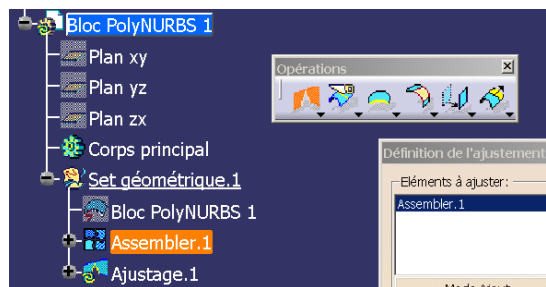 Bloc PolyNURBS 1
Plan xy
Plan yz
Plan zx
Corps principal
Set géométrique.1
Bloc PolyNURBS 1
Assembler.1
Ajustage.1
Opérations
Définition de l'ajustement
Eléments à ajuster:
Assembler.1